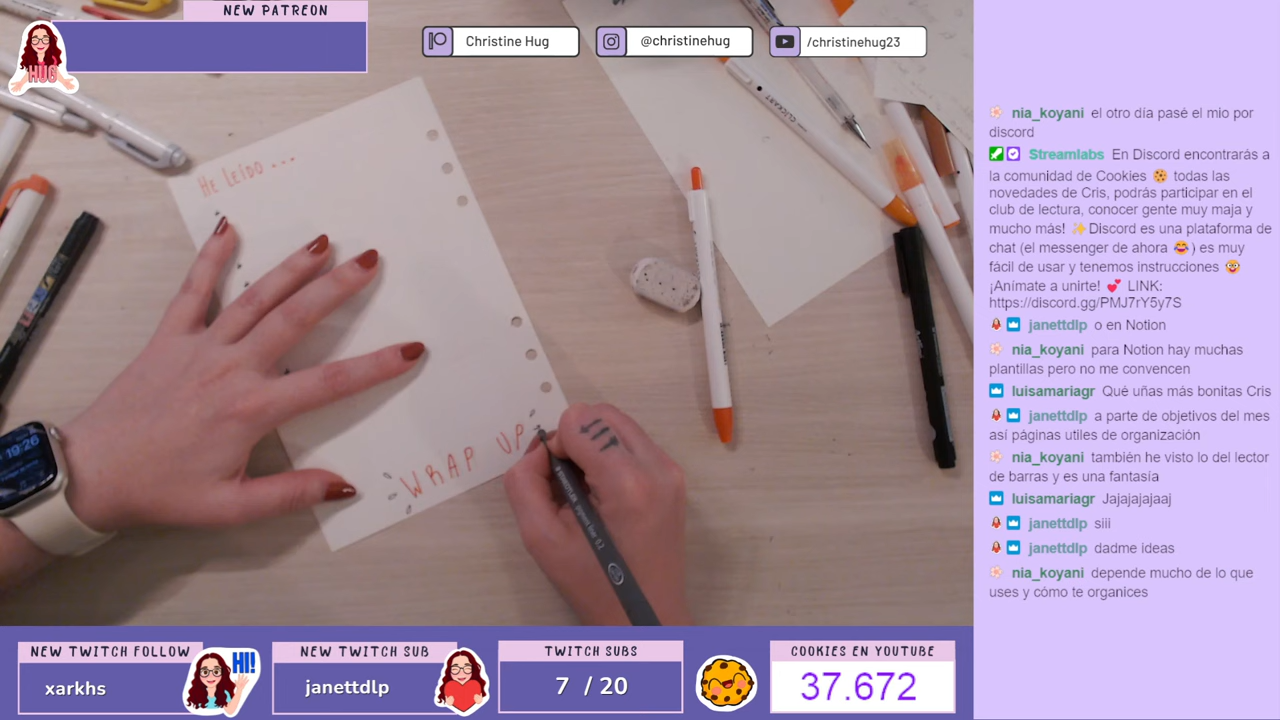 NEW PATREON
HUG
Christine Hug
@christinehug
/christinehug23
HE LEÍDO ...
CLICKART
WRAP UP
19:26
nia_koyani el otro día pasé el mio por
discord
Streamlabs En Discord encontrarás a
la comunidad de Cookies 🍪 todas las
novedades de Cris, podrás participar en el
club de lectura, conocer gente muy maja y
mucho más! ✨Discord es una plataforma de
chat (el messenger de ahora 😂) es muy
fácil de usar y tenemos instrucciones 🤪
¡Anímate a unirte! 💕 LINK:
https://discord.gg/PMJ7rY5y7S
janettdlp o en Notion
nia_koyani para Notion hay muchas
plantillas pero no me convencen
luisamariagr Qué uñas más bonitas Cris
janettdlp a parte de objetivos del mes
así páginas utiles de organización
nia_koyani también he visto lo del lector
de barras y es una fantasía
luisamariagr Jajajajajaaj
janettdlp siii
janettdlp dadme ideas
nia_koyani depende mucho de lo que
uses y cómo te organices
NEW TWITCH FOLLOW
xarkhs
HI!
NEW TWITCH SUB
janettdlp
TWITCH SUBS
7 / 20
COOKIES EN YOUTUBE
37.672